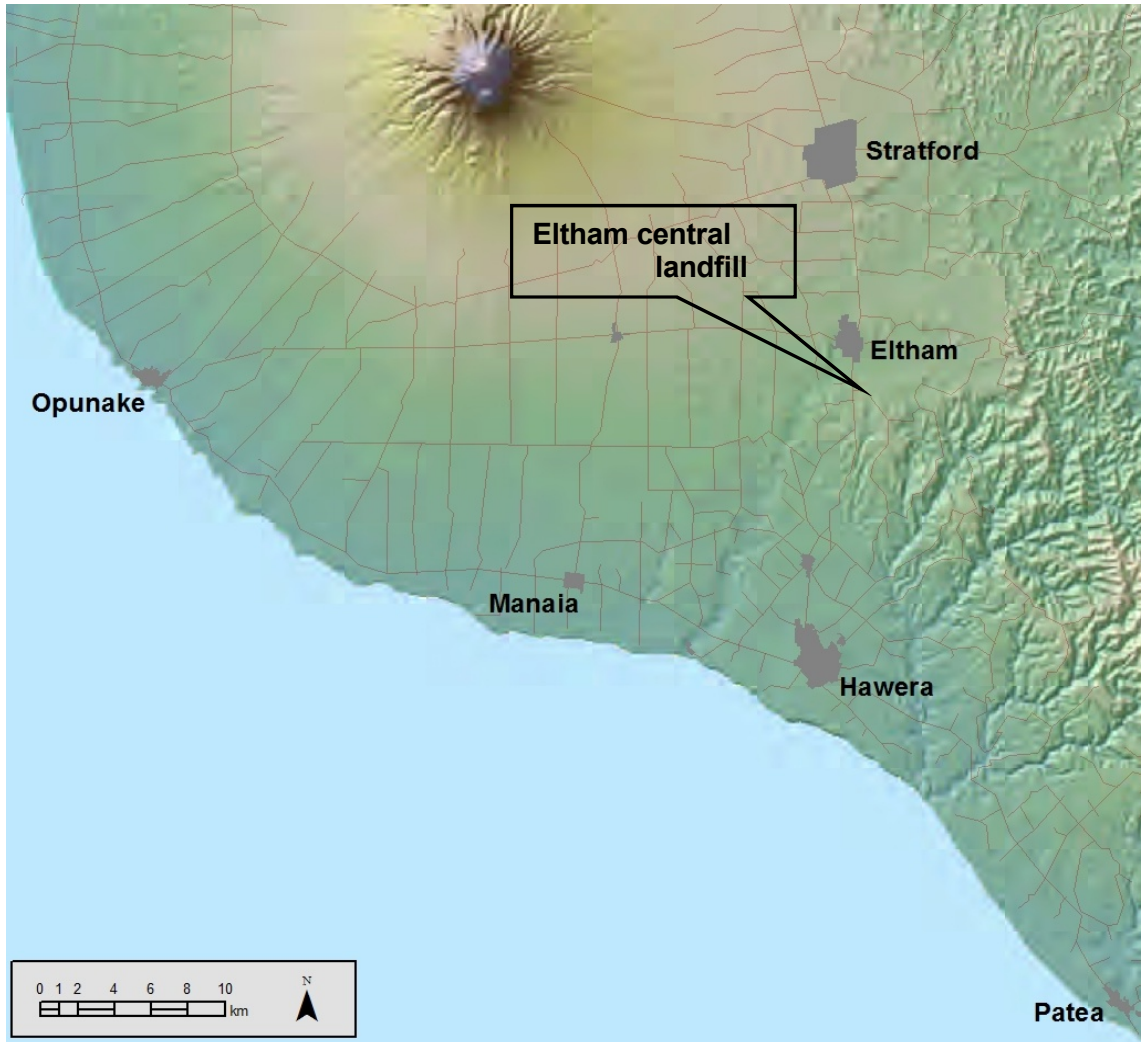 Stratford
Eltham central
landfill
Eltham
Opunake
Manaia
Hawera
0 1 2 4 6 8 10
km
N
Patea